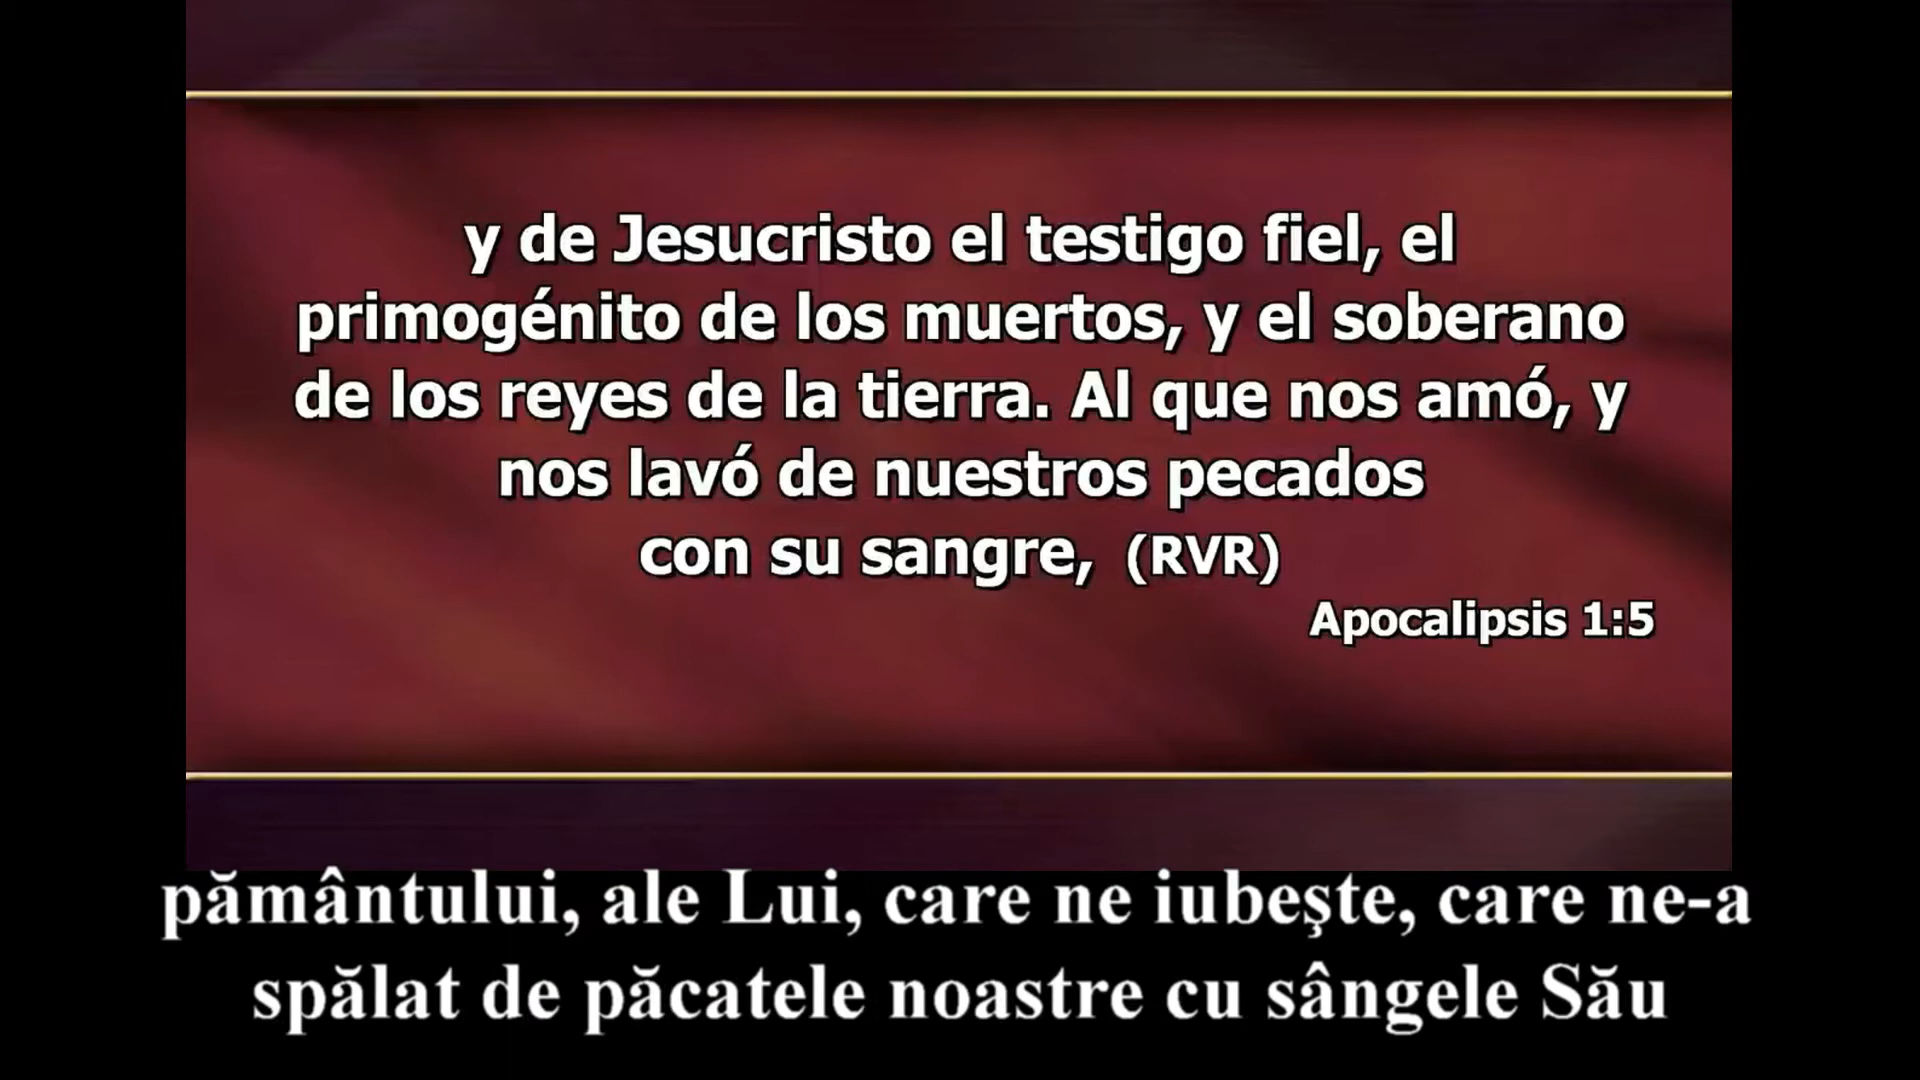 y de Jesucristo el testigo fiel, el
primogénito de los muertos, y el soberano
de los reyes de la tierra. Al que nos amó, y
nos lavó de nuestros pecados
con su sangre, (RVR)
Apocalipsis 1:5
pământului, ale Lui, care ne iubeşte, care ne-a
spălat de păcatele noastre cu sângele Său